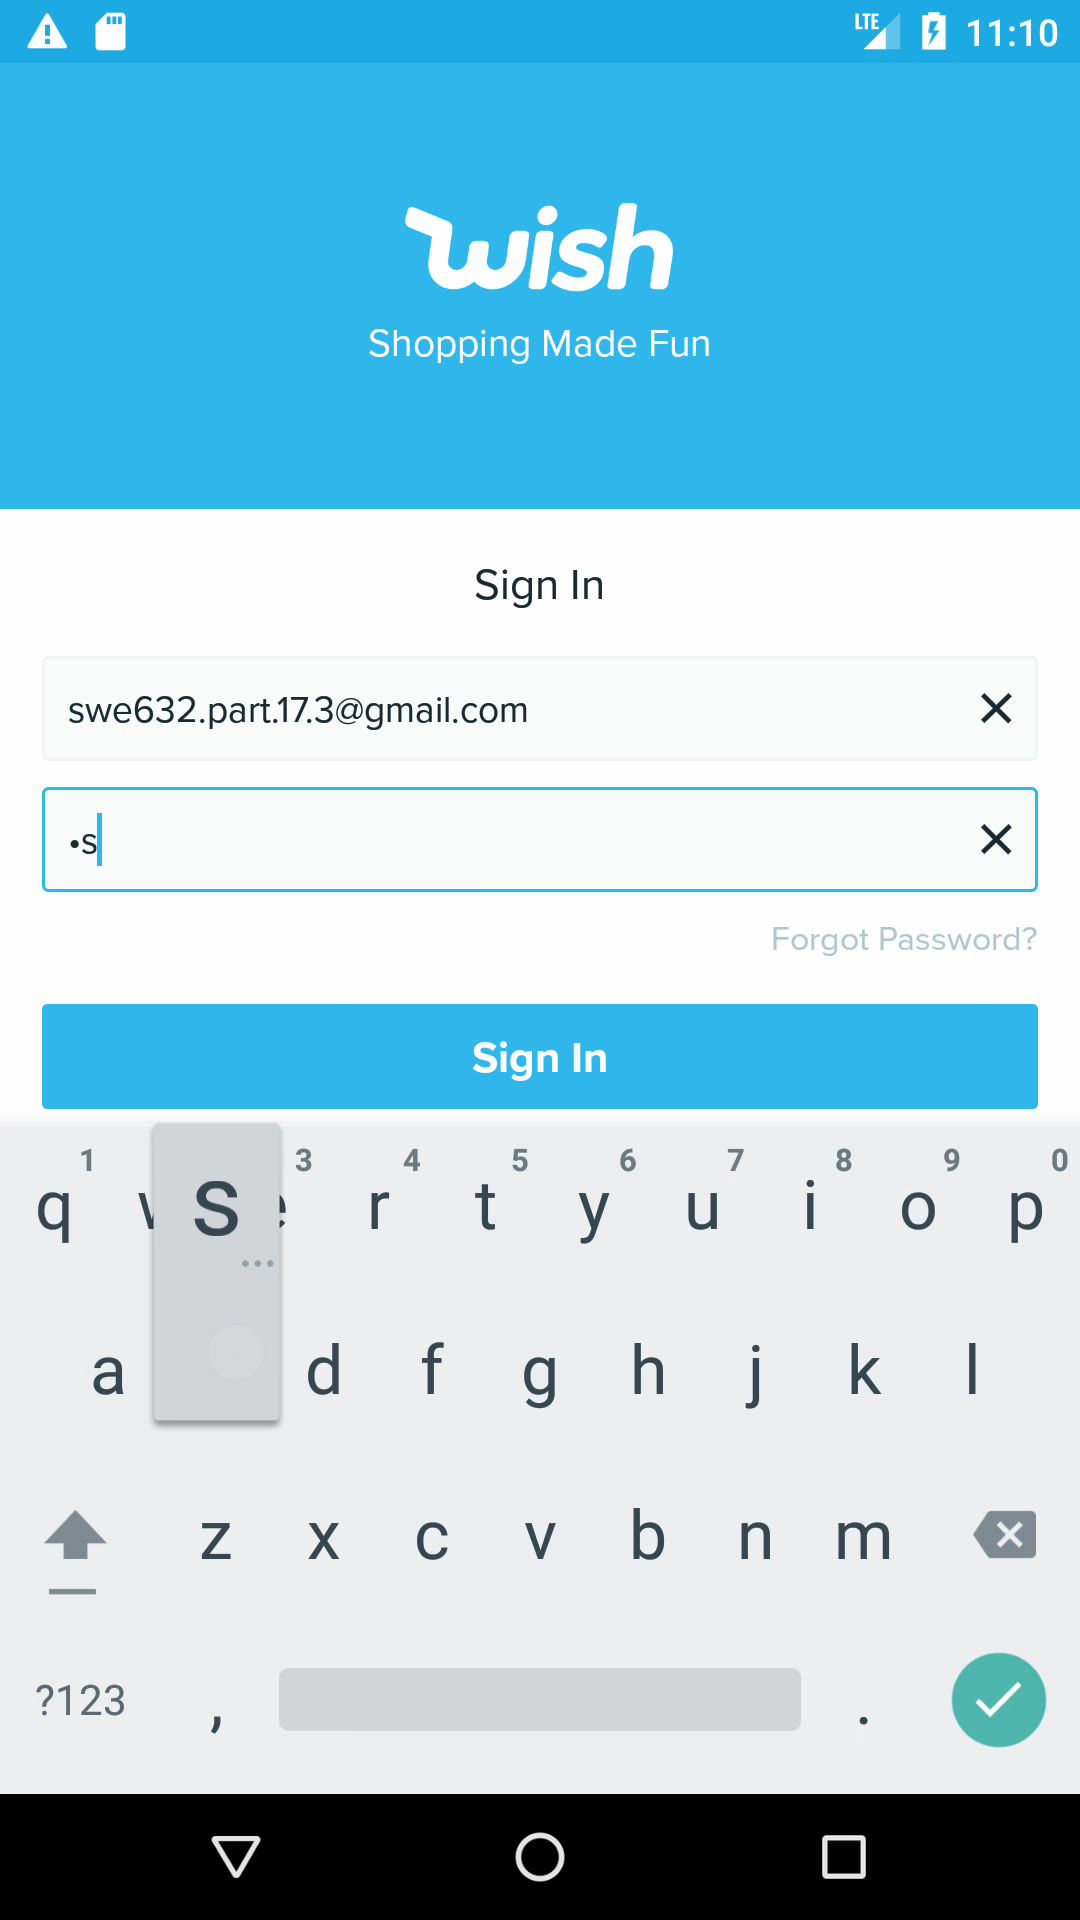 LTE 11:10
wish
Shopping Made Fun
Sign In
swe632.part.17.3@gmail.com
•s
Forgot Password?
Sign In
1 3 4 5 6 7 8 9 0
q r t y u i o p
S
a d f g h j k l
z x c v b n m
?123 , .